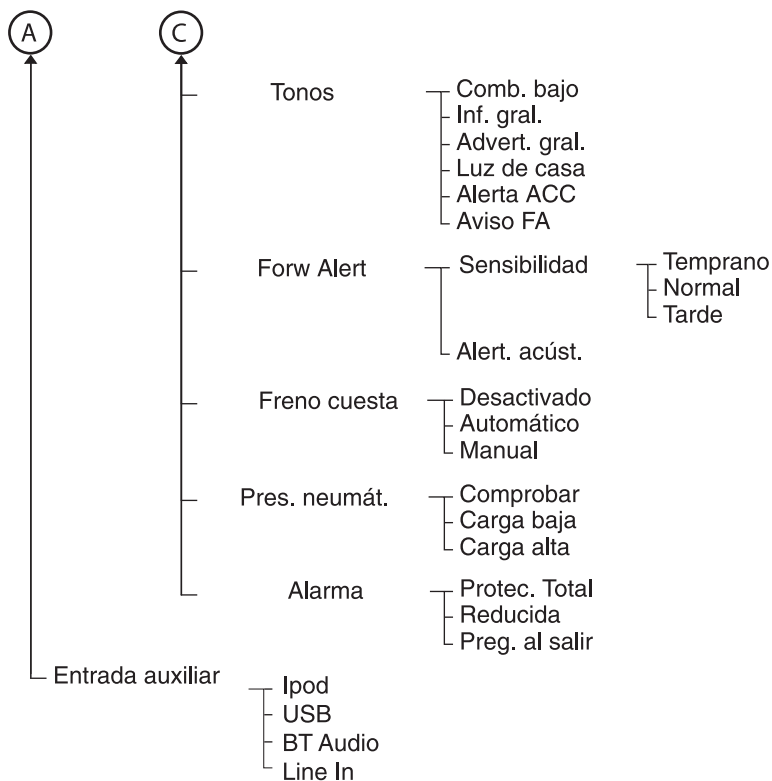 A
C
Tonos
Comb. bajo
Inf. gral.
Advert. gral.
Luz de casa
Alerta ACC
Aviso FA
Forw Alert
Sensibilidad
Temprano
Normal
Tarde
Alert. acúst.
Freno cuesta
Desactivado
Automático
Manual
Pres. neumát.
Comprobar
Carga baja
Carga alta
Alarma
Protec. Total
Reducida
Preg. al salir
Entrada auxiliar
Ipod
USB
BT Audio
Line In